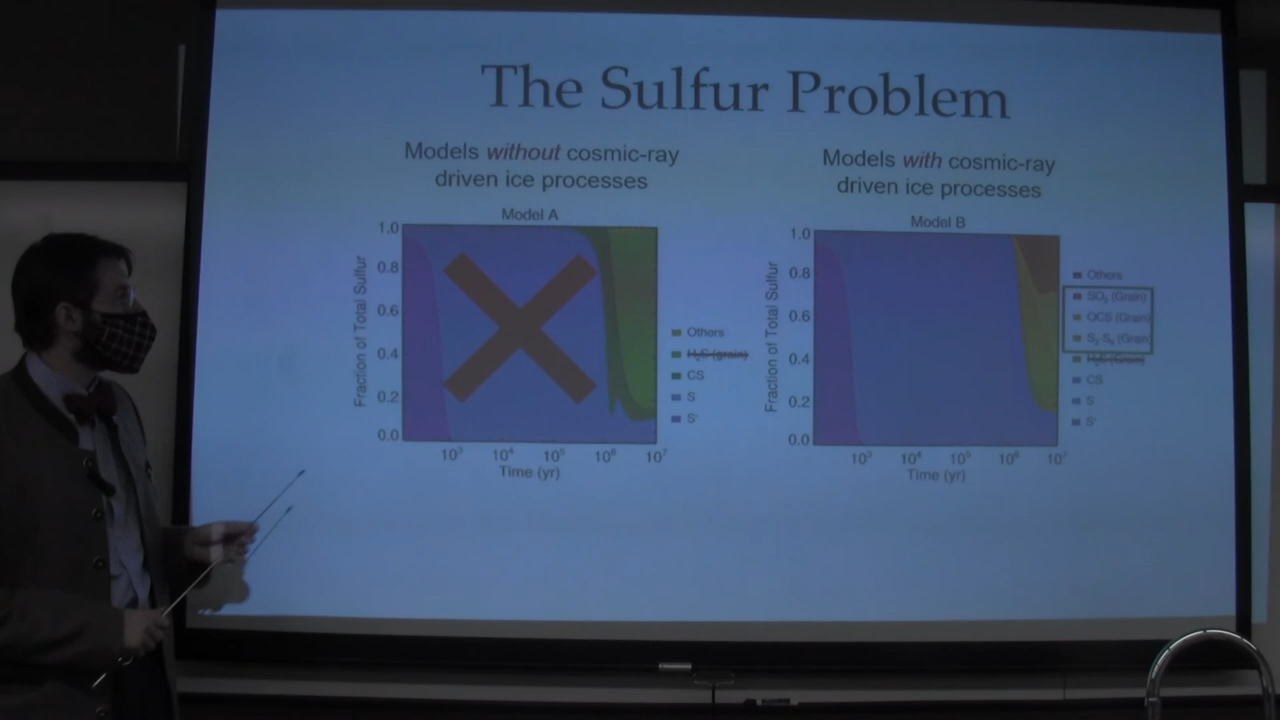 The Sulfur Problem
Models without cosmic-ray
driven ice processes
Models with cosmic-ray
driven ice processes
Model A
Fraction of Total Sulfur
1.0
0.8
0.6
0.4
0.2
0.0
10³
10⁴
10⁵
10⁶
10⁷
Time (yr)
Others
H₂S (grain)
CS
S
S⁺
Model B
Fraction of Total Sulfur
1.0
0.8
0.6
0.4
0.2
0.0
10³
10⁴
10⁵
10⁶
10⁷
Time (yr)
Others
SO₂ (Grain)
OCS (Grain)
S₂-S₈ (Grain)
H₂S (Grain)
CS
S
S⁺